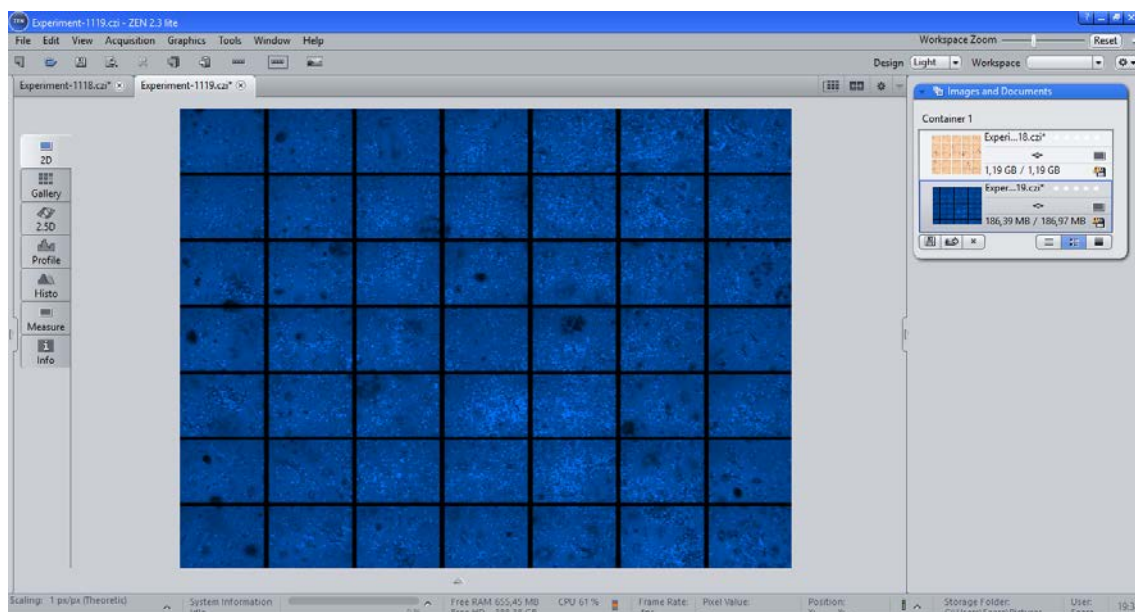 Experiment-1119.czi - ZEN 2.3 lite
File Edit View Acquisition Graphics Tools Window Help
Workspace Zoom
Reset
Design Light Workspace
Experiment-1118.czi*
Experiment-1119.czi*
Images and Documents
Container 1
Experi...18.czi*
1,19 GB / 1,19 GB
Exper...19.czi*
186,39 MB / 186,97 MB
2D
Gallery
2.5D
Profile
Histo
Measure
Info
Scaling: 1 px/px (Theoretic)
System Information
Free RAM 655,45 MB
CPU 61 %
Frame Rate:
Pixel Value:
Position:
Storage Folder:
User: